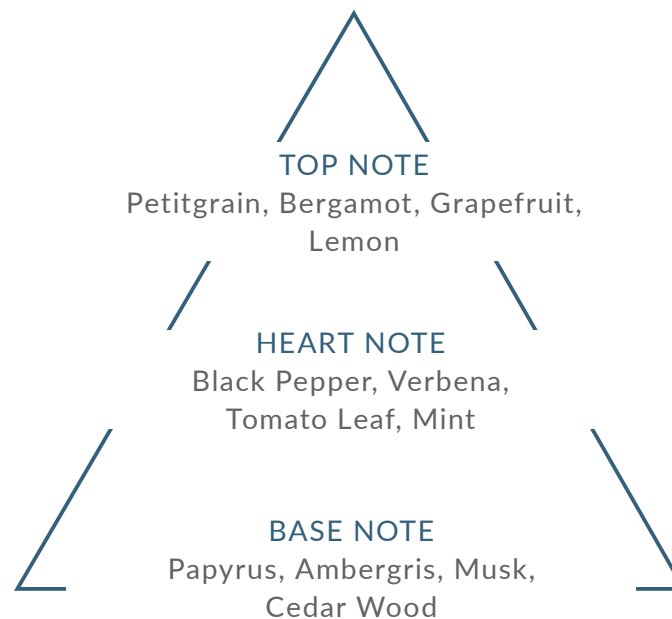 TOP NOTE
Petitgrain, Bergamot, Grapefruit,
Lemon
HEART NOTE
Black Pepper, Verbena,
Tomato Leaf, Mint
BASE NOTE
Papyrus, Ambergris, Musk,
Cedar Wood